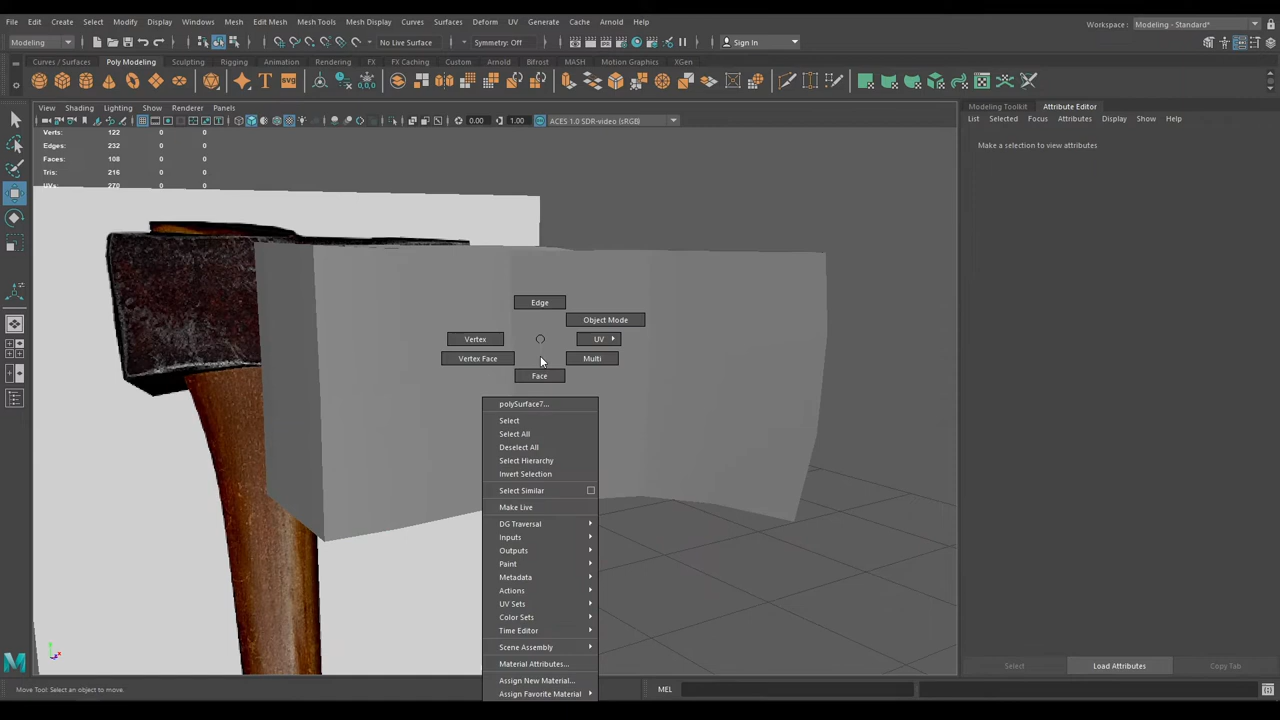 File Edit Create Select Modify Display Windows Mesh Edit Mesh Mesh Tools Mesh Display Curves Surfaces Deform UV Generate Cache Arnold Help
Workspace : Modeling - Standard*
Modeling No Live Surface Symmetry: Off Sign In
Curves / Surfaces Poly Modeling Sculpting Rigging Animation Rendering FX FX Caching Custom Arnold Bifrost MASH Motion Graphics XGen
View Shading Lighting Show Renderer Panels
Modeling Toolkit Attribute Editor
List Selected Focus Attributes Display Show Help
0.00 1.00 ACES 1.0 SDR-video (sRGB)
Verts: 122 0 0
Edges: 232 0 0
Faces: 108 0 0
Tris: 216 0 0
UVs: 270 0 0
Make a selection to view attributes
Edge
Object Mode
Vertex UV
Vertex Face Multi
Face
polySurface7...
Select
Select All
Deselect All
Select Hierarchy
Invert Selection
Select Similar
Make Live
DG Traversal
Inputs
Outputs
Paint
Metadata
Actions
UV Sets
Color Sets
Time Editor
Scene Assembly
Material Attributes...
Assign New Material...
Assign Favorite Material
Select Load Attributes Copy Tab
Move Tool: Select an object to move. MEL